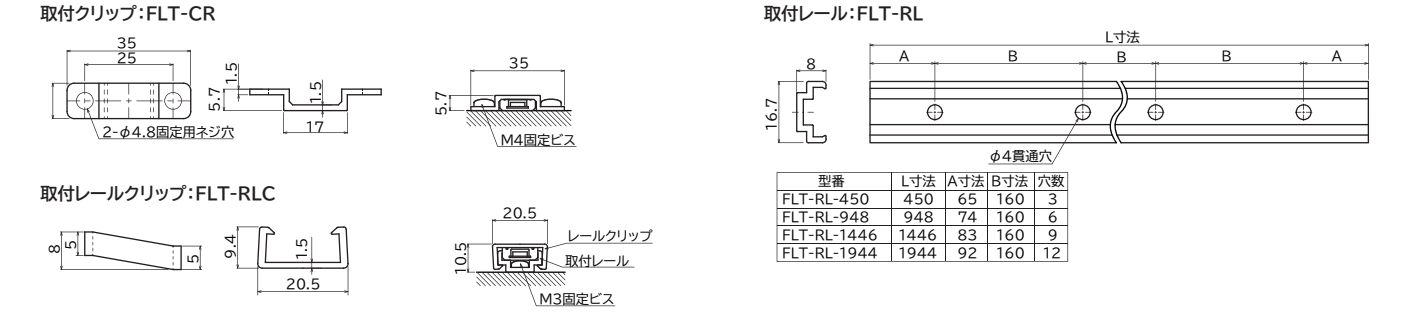 取付クリップ：FLT-CR
35
25
1.5
5.7
1.5
17
2-φ4.8固定用ネジ穴
35
5.7
M4固定ビス
取付レールクリップ：FLT-RLC
8
5
5
9.4
1.5
20.5
20.5
10.5
レールクリップ
取付レール
M3固定ビス
取付レール：FLT-RL
L寸法
A B B B A
8
16.7
φ4貫通穴
型番 L寸法 A寸法 B寸法 穴数
FLT-RL-450 450 65 160 3
FLT-RL-948 948 74 160 6
FLT-RL-1446 1446 83 160 9
FLT-RL-1944 1944 92 160 12